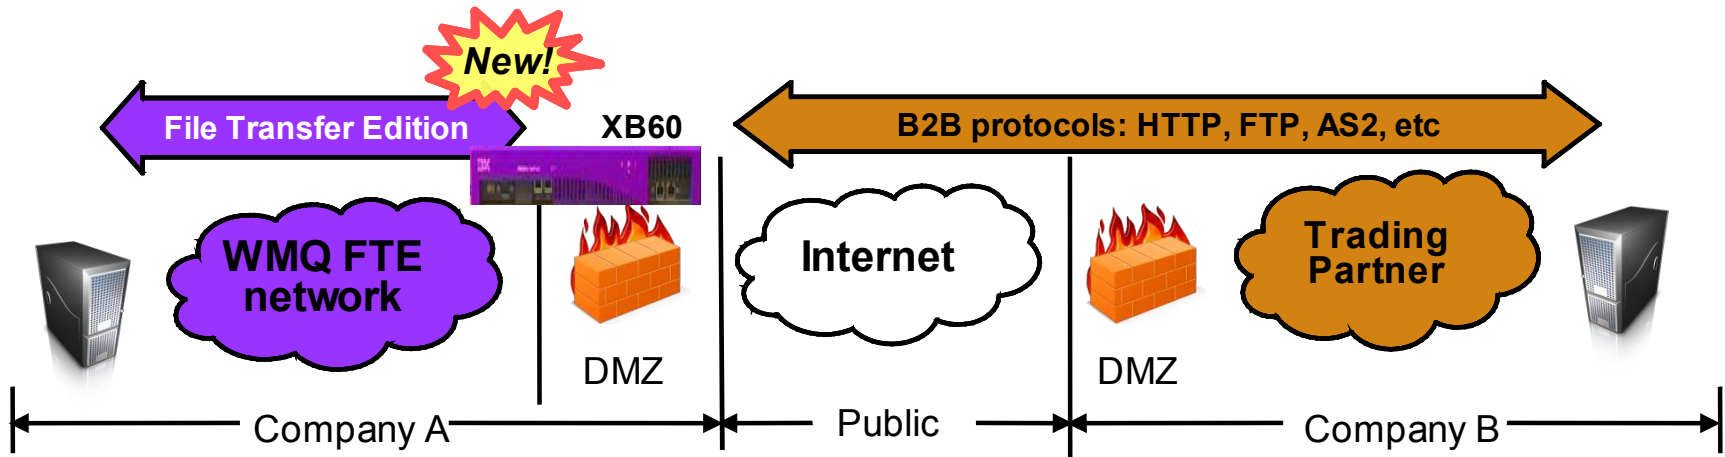 New!
File Transfer Edition
XB60
B2B protocols: HTTP, FTP, AS2, etc
WMQ FTE
network
Internet
Trading
Partner
DMZ
DMZ
Company A
Public
Company B